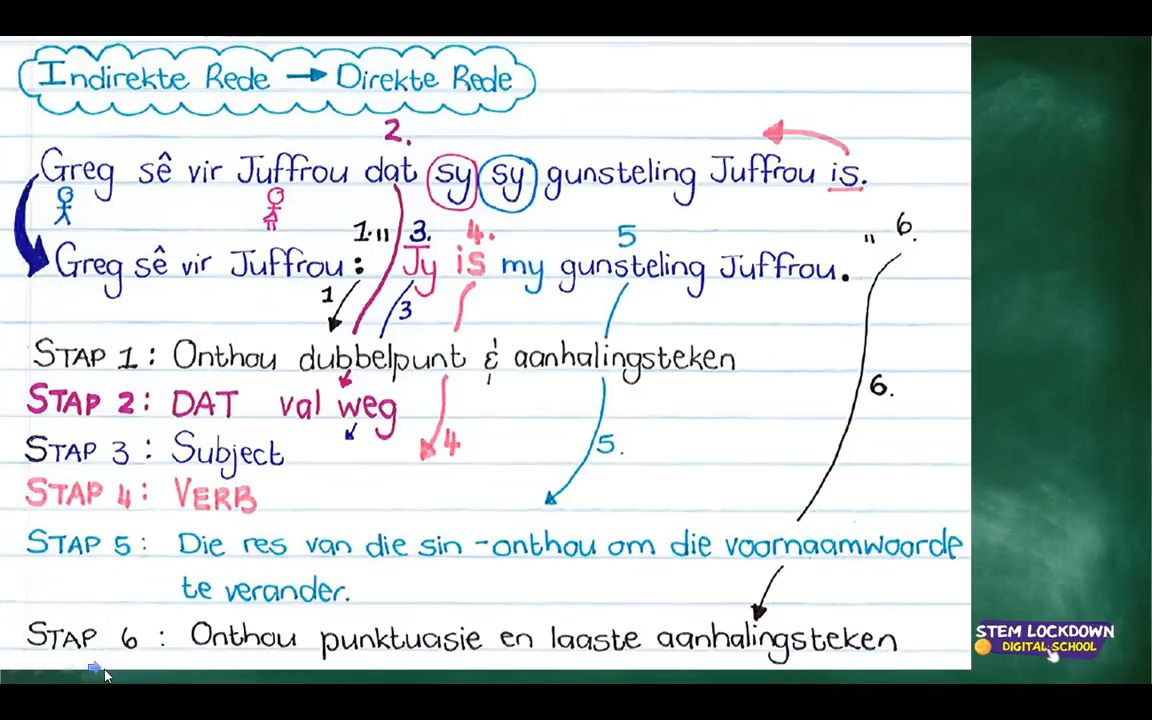 Indirekte Rede → Direkte Rede
2.
Greg sê vir Juffrou dat sy sy gunsteling Juffrou is.
1." 3. 4. 5 " 6.
Greg sê vir Juffrou: Jy is my gunsteling Juffrou.
1 3
STAP 1: Onthou dubbelpunt & aanhalingsteken
6.
STAP 2: DAT val weg
STAP 3: Subject 4 5.
STAP 4: VERB
STAP 5: Die res van die sin - onthou om die voornaamwoorde
te verander.
STAP 6: Onthou punktuasie en laaste aanhalingsteken
STEM LOCKDOWN
DIGITAL SCHOOL